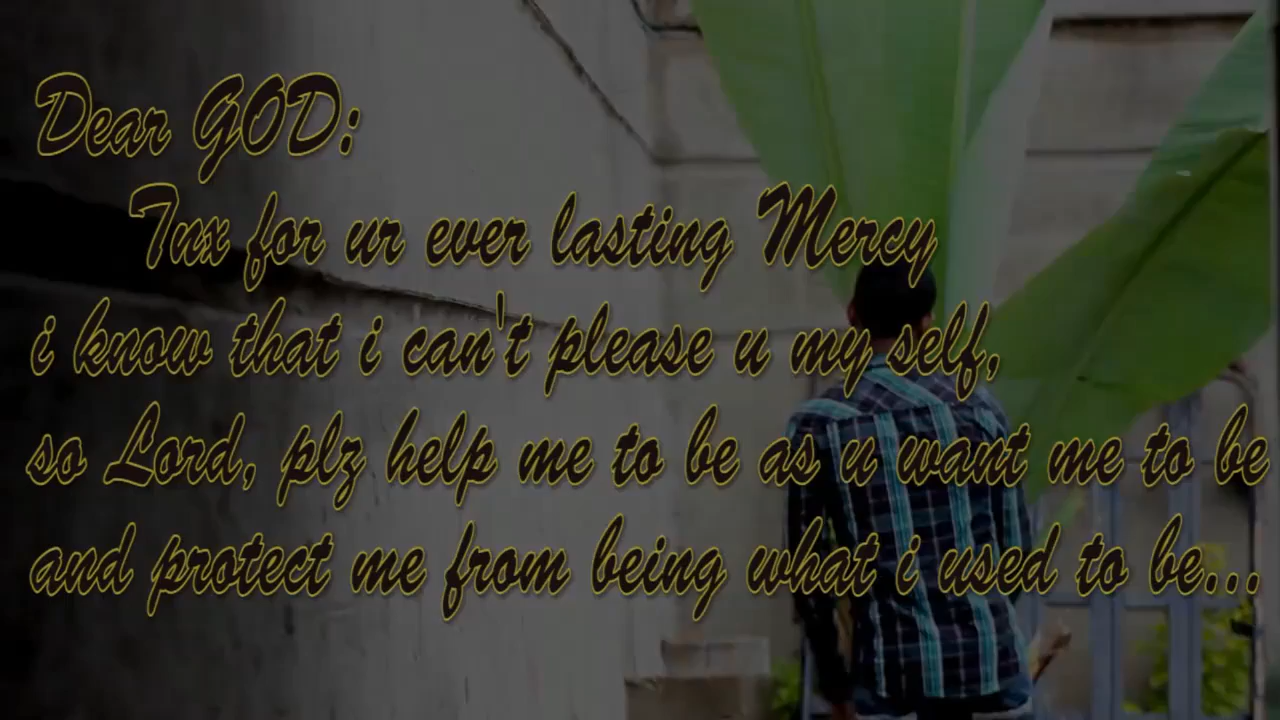 Dear GOD:
Tnx for ur ever lasting Mercy
i know that i can't please u my self,
so Lord, plz help me to be as u want me to be
and protect me from being what i used to be...